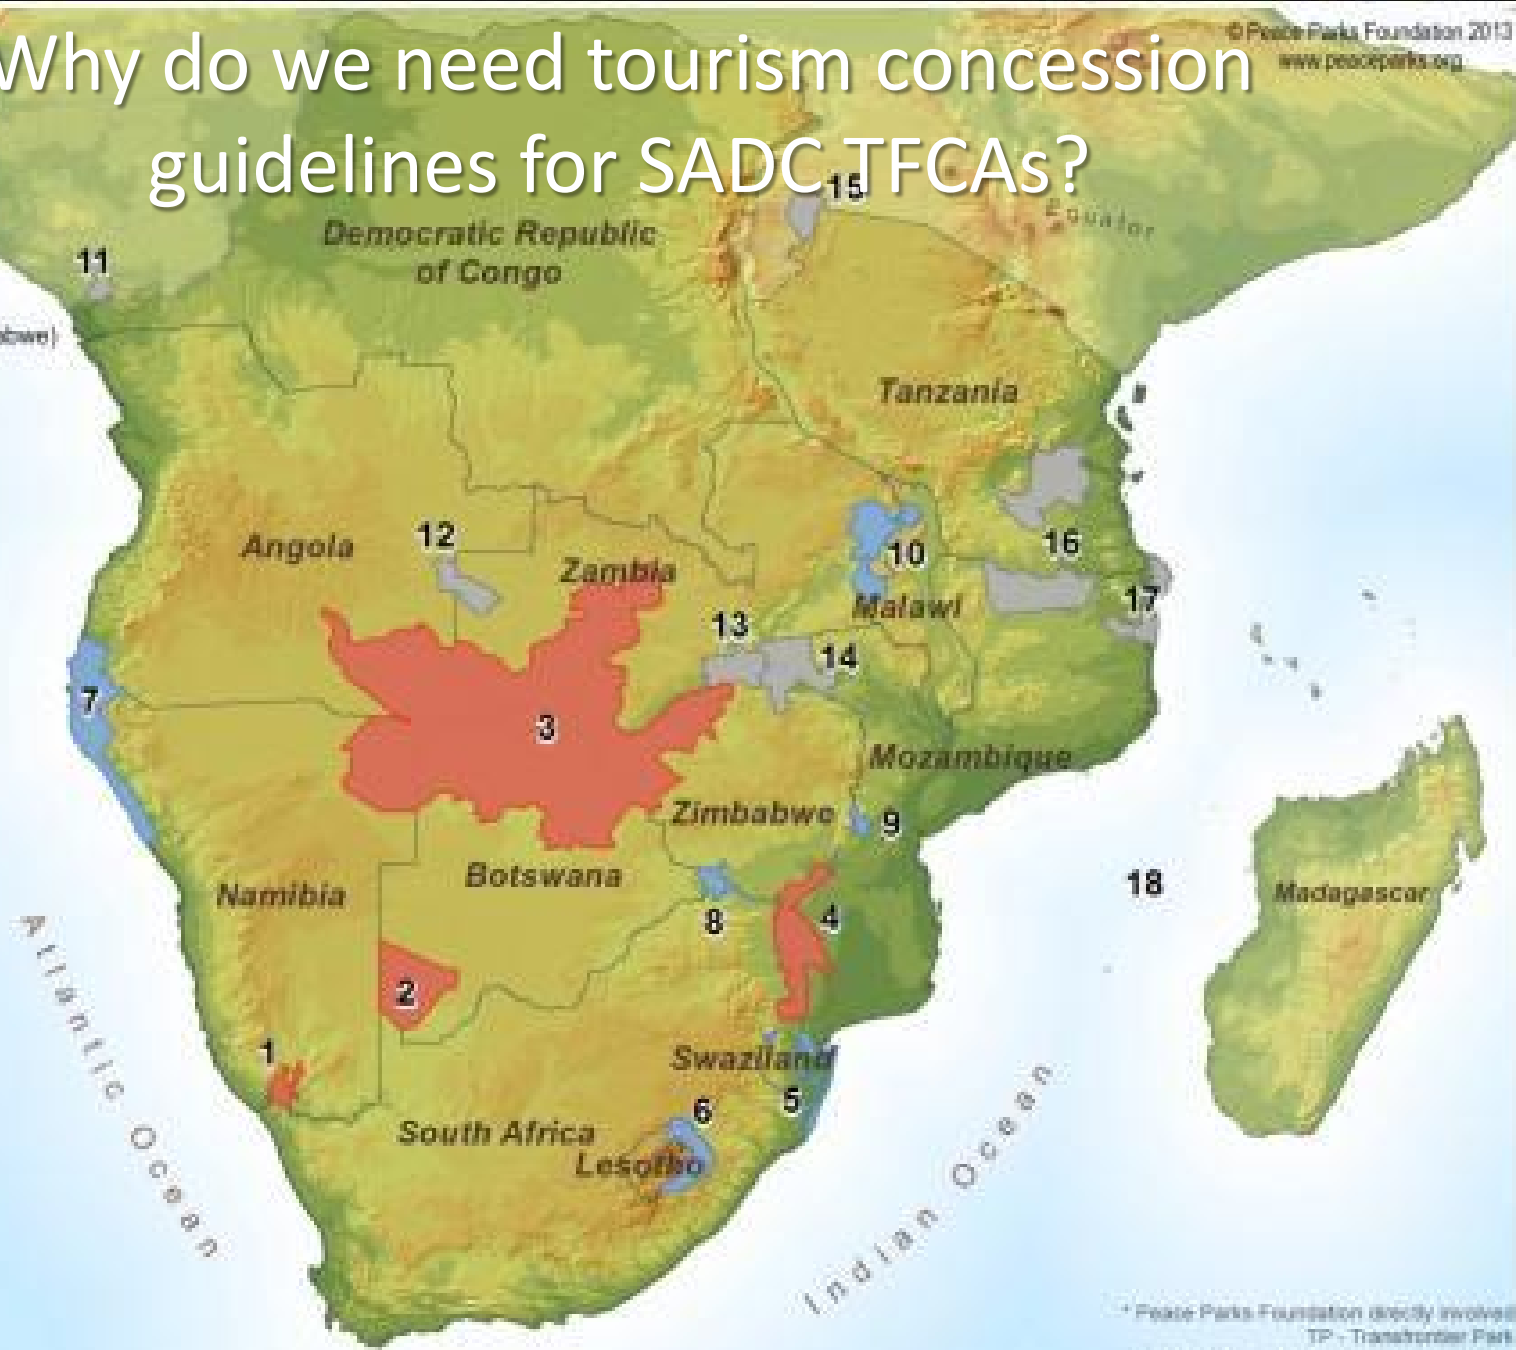 Why do we need tourism concession
guidelines for SADC TFCAs?
© Peace Parks Foundation 2013
www.peaceparks.org
15
Equator
Democratic Republic
of Congo
11
abwe)
Tanzania
12
Angola
Zambia
10
16
17
Malawi
13
14
7
3
Mozambique
Zimbabwe
9
Botswana
Namibia
8
4
18
Madagascar
Atlantic Ocean
2
1
Swaziland
5
6
South Africa
Lesotho
Indian Ocean
* Peace Parks Foundation directly involved
TP - Transfrontier Park